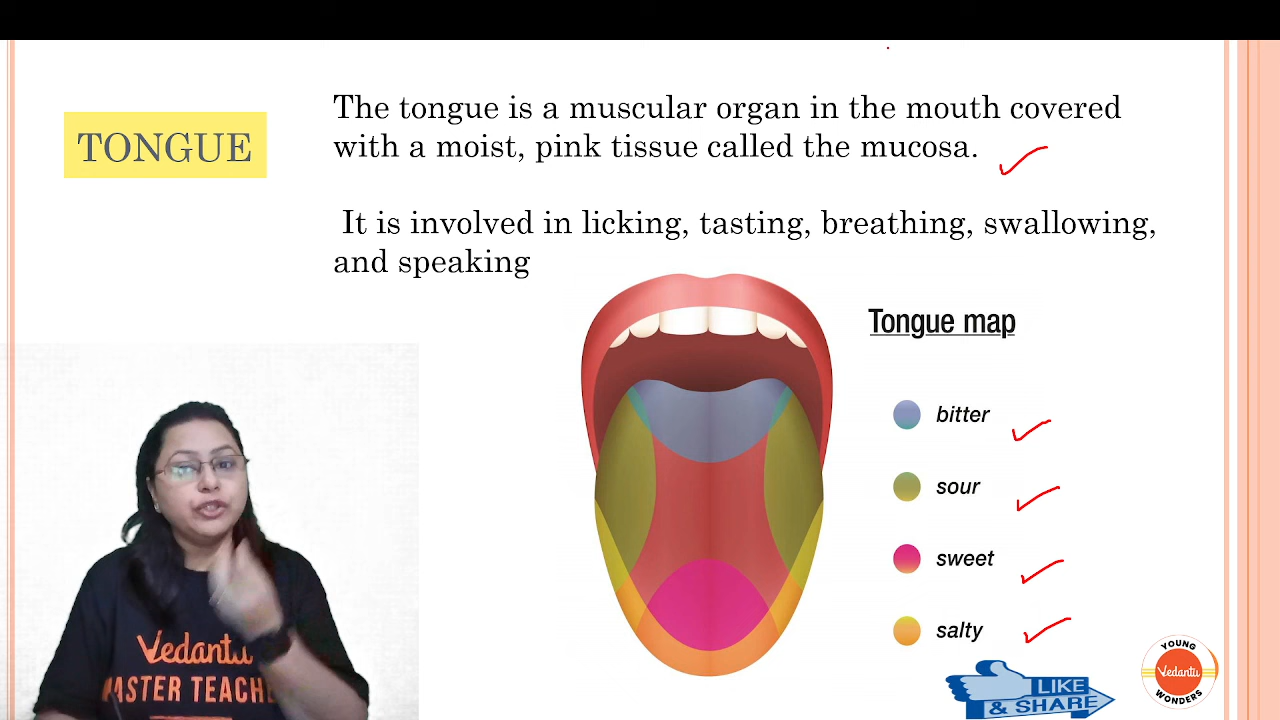 TONGUE
The tongue is a muscular organ in the mouth covered
with a moist, pink tissue called the mucosa.
It is involved in licking, tasting, breathing, swallowing,
and speaking
Tongue map
bitter
sour
sweet
salty
Vedantu
MASTER TEACHE
LIKE
& SHARE
YOUNG
Vedantu
WONDERS